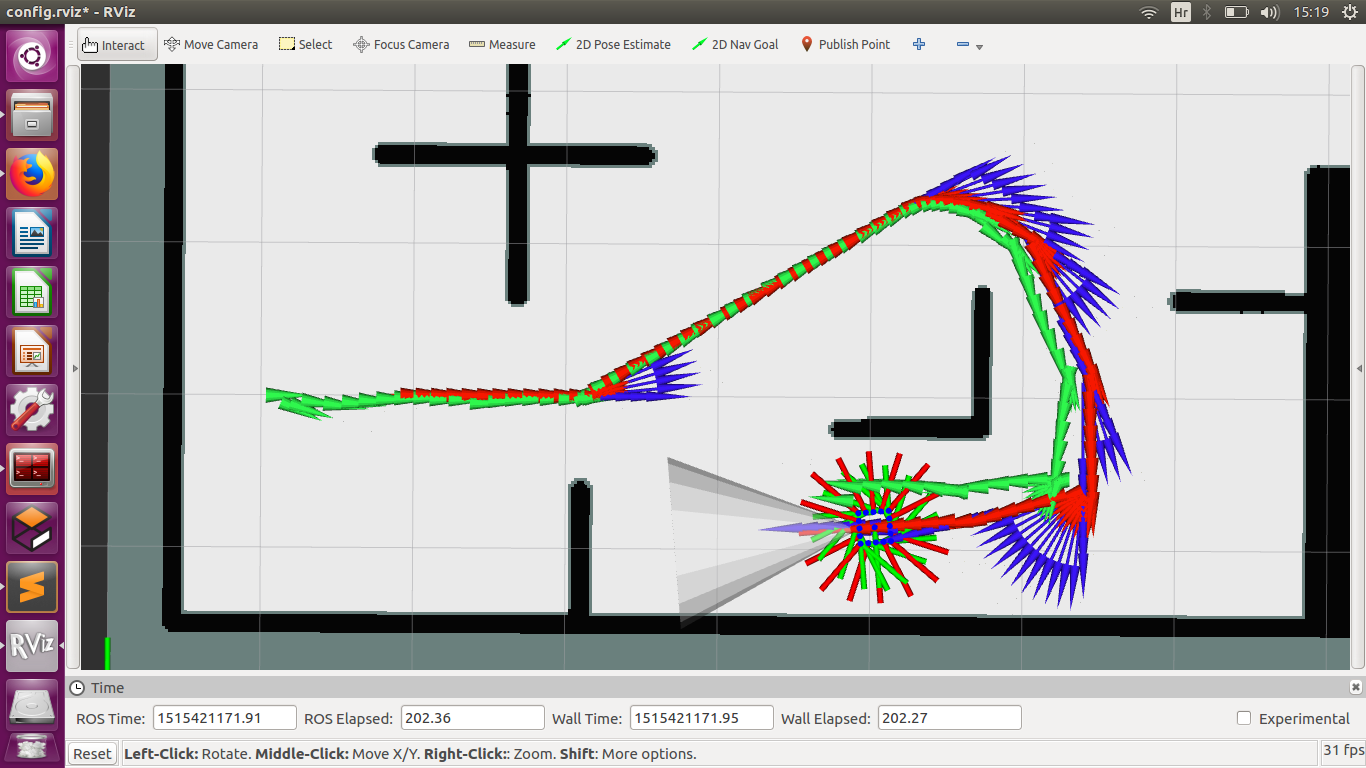 config.rviz* - RViz
Hr
15:19
Interact Move Camera Select Focus Camera Measure 2D Pose Estimate 2D Nav Goal Publish Point
RViz
Time
ROS Time: 1515421171.91 ROS Elapsed: 202.36 Wall Time: 1515421171.95 Wall Elapsed: 202.27 Experimental
Reset Left-Click: Rotate. Middle-Click: Move X/Y. Right-Click:: Zoom. Shift: More options. 31 fps